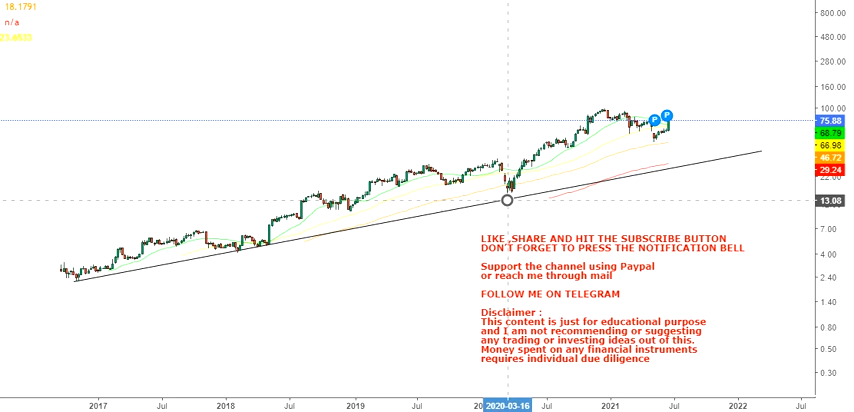 18.1791
n/a
800.00
480.00
280.00
160.00
100.00
75.88
68.79
66.98
46.72
29.24
13.08
7.00
4.00
2.40
1.40
0.80
0.50
0.30
LIKE ,SHARE AND HIT THE SUBSCRIBE BUTTON
DON'T FORGET TO PRESS THE NOTIFICATION BELL
Support the channel using Paypal
or reach me through mail
FOLLOW ME ON TELEGRAM
Disclaimer :
This content is just for educational purpose
and I am not recommending or suggesting
any trading or investing ideas out of this.
Money spent on any financial instruments
requires individual due diligence
P P
2017 Jul 2018 Jul 2019 Jul 2020-03-16 Jul 2021 Jul 2022 Jul